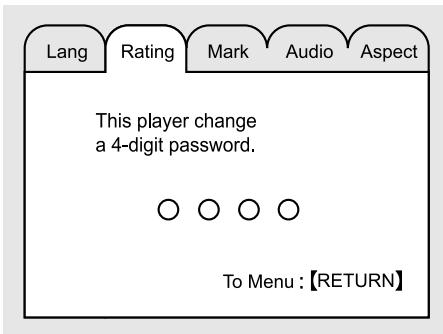 Lang Rating Mark Audio Aspect
This player change
a 4-digit password.
To Menu : 【RETURN】